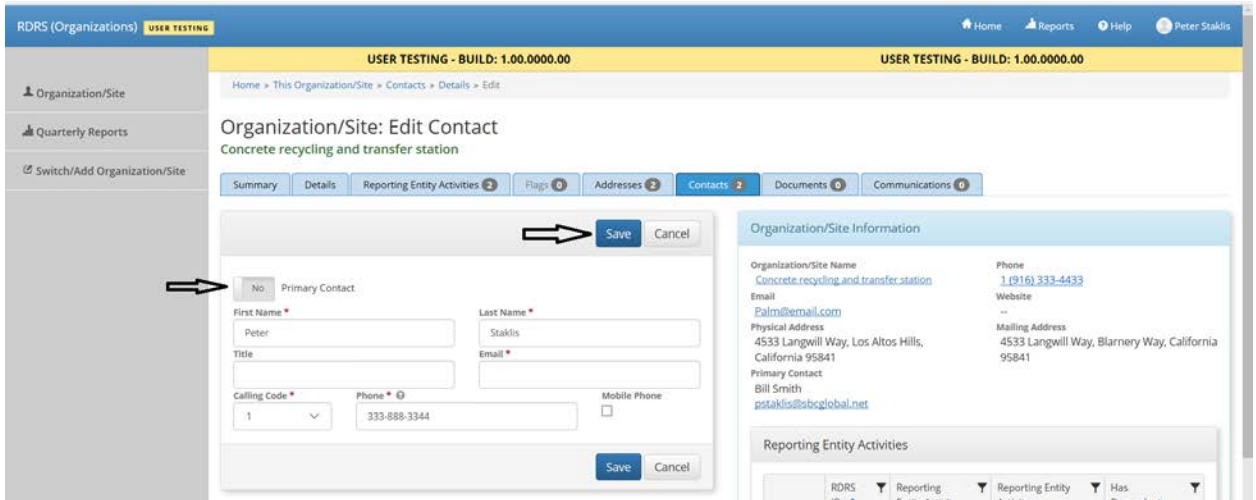 RDRS (Organizations) USER TESTING
Home Reports Help Peter Staklis
USER TESTING - BUILD: 1.00.0000.00 USER TESTING - BUILD: 1.00.0000.00
Organization/Site
Quarterly Reports
Switch/Add Organization/Site
Home » This Organization/Site » Contacts » Details » Edit
Organization/Site: Edit Contact
Concrete recycling and transfer station
Summary Details Reporting Entity Activities 2 Flags 0 Addresses 2 Contacts 2 Documents 0 Communications 0
Save Cancel
No Primary Contact
First Name * Last Name *
Peter Staklis
Title Email *
Calling Code * Phone * Mobile Phone
1 333-888-3344
Save Cancel
Organization/Site Information
Organization/Site Name Phone
Concrete recycling and transfer station 1 (916) 333-4433
Email Website
Palm@email.com --
Physical Address Mailing Address
4533 Langwill Way, Los Altos Hills, 4533 Langwill Way, Blarnery Way, California
California 95841 95841
Primary Contact
Bill Smith
pstaklis@sbcglobal.net
Reporting Entity Activities
RDRS Reporting Reporting Entity Has